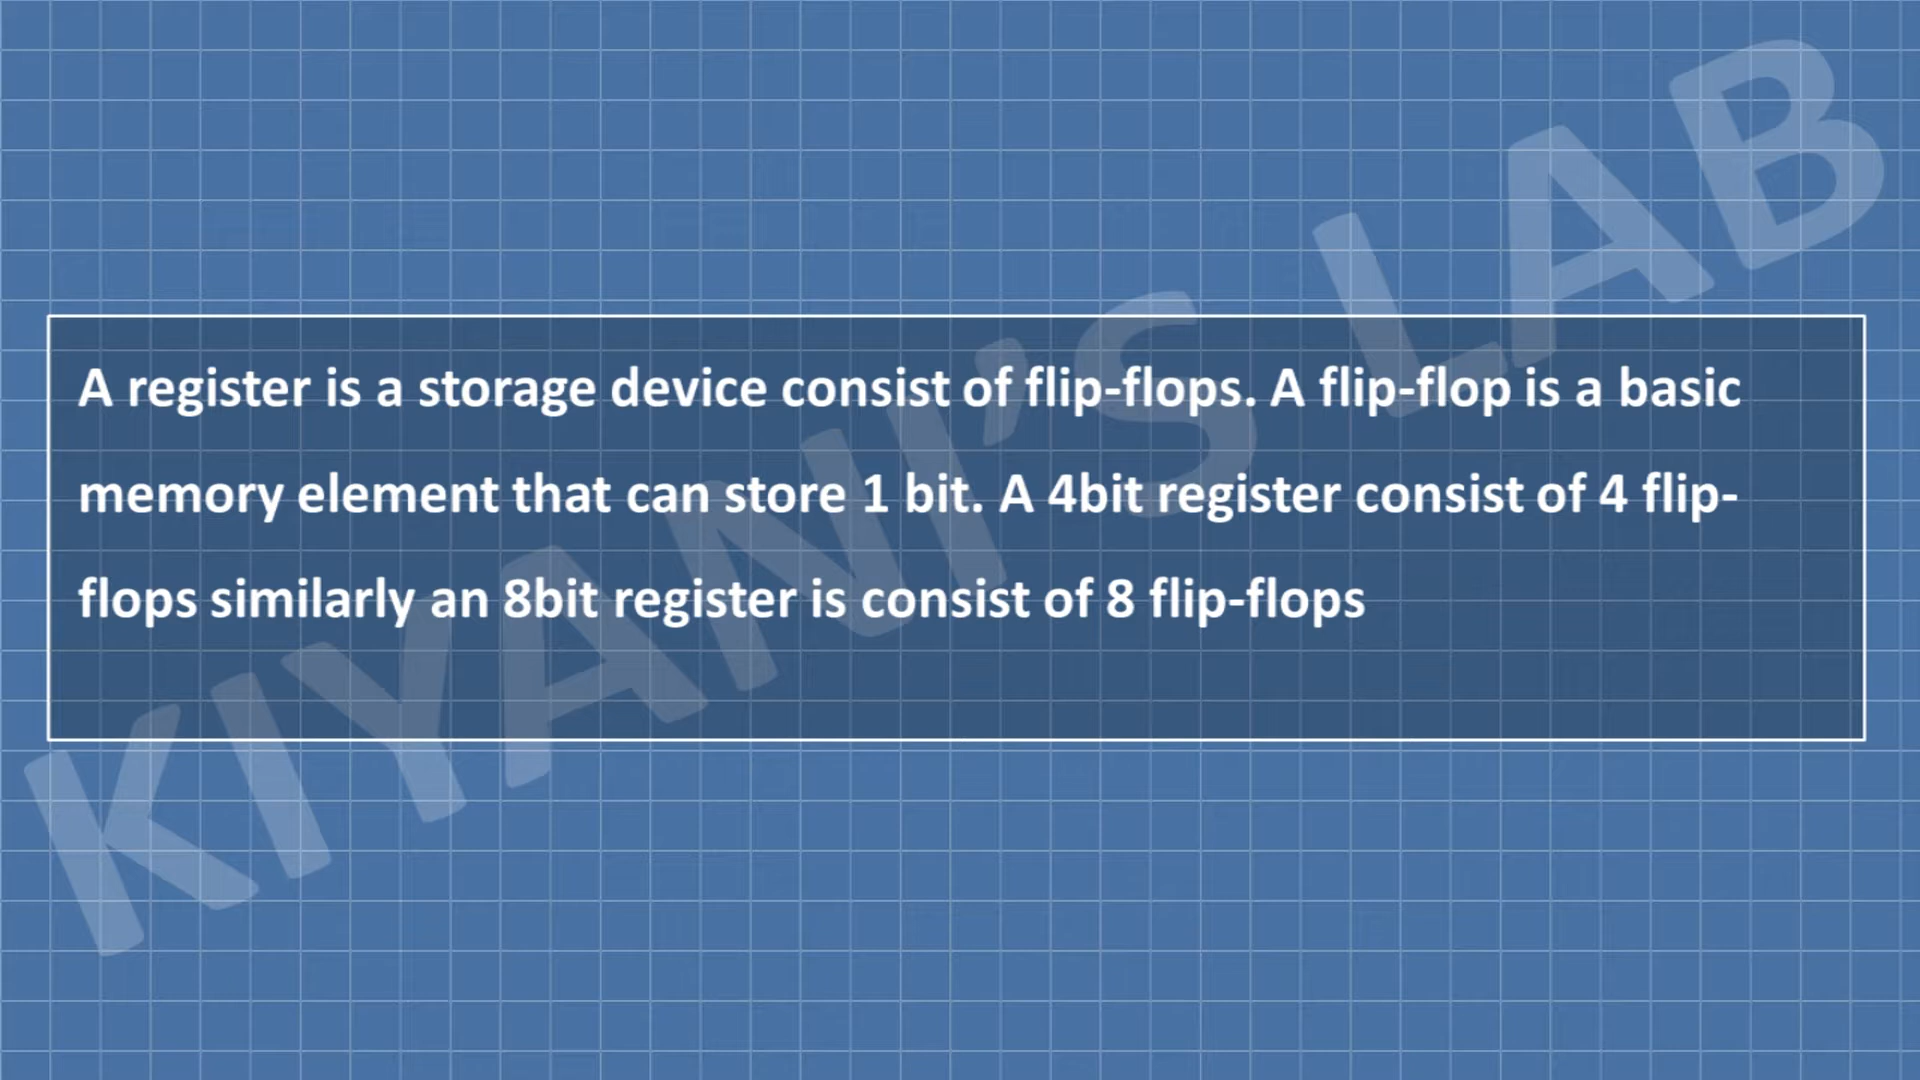 A register is a storage device consist of flip-flops. A flip-flop is a basic
memory element that can store 1 bit. A 4bit register consist of 4 flip-
flops similarly an 8bit register is consist of 8 flip-flops
KIYANI'S LAB